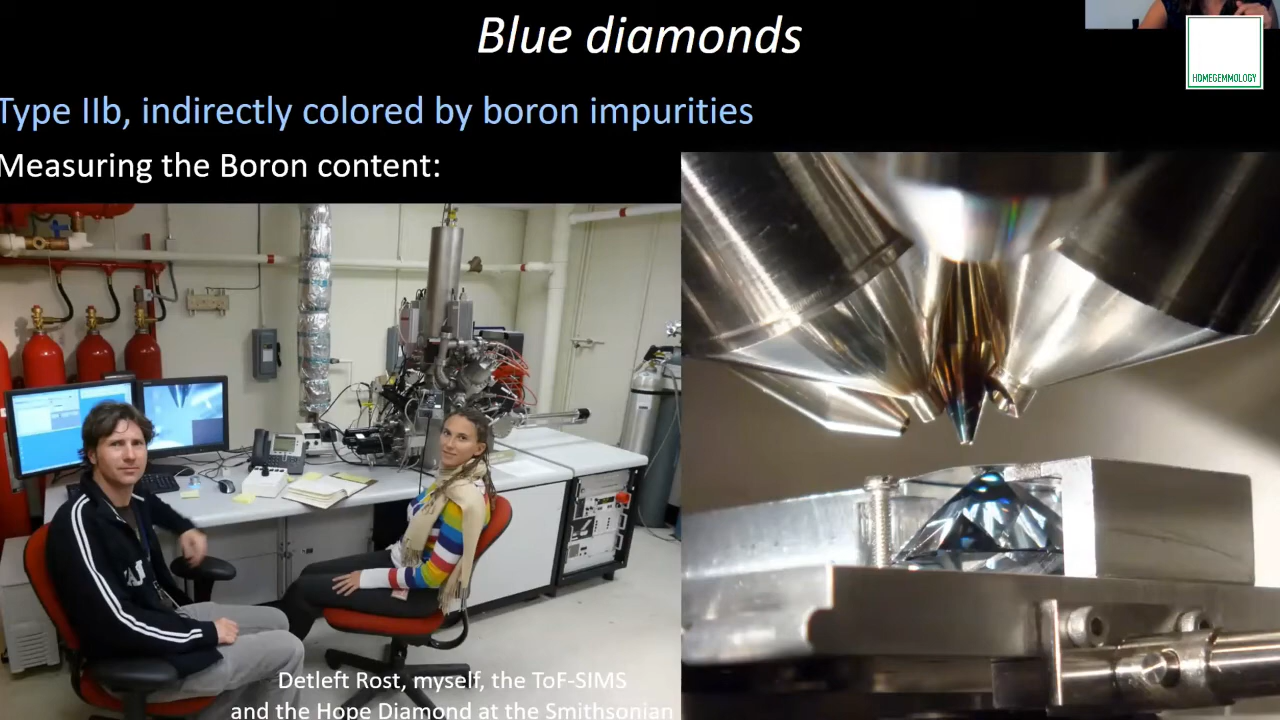 Blue diamonds
HOMEGEMMOLOGY
Type IIb, indirectly colored by boron impurities
Measuring the Boron content:
Detleft Rost, myself, the ToF-SIMS
and the Hope Diamond at the Smithsonian